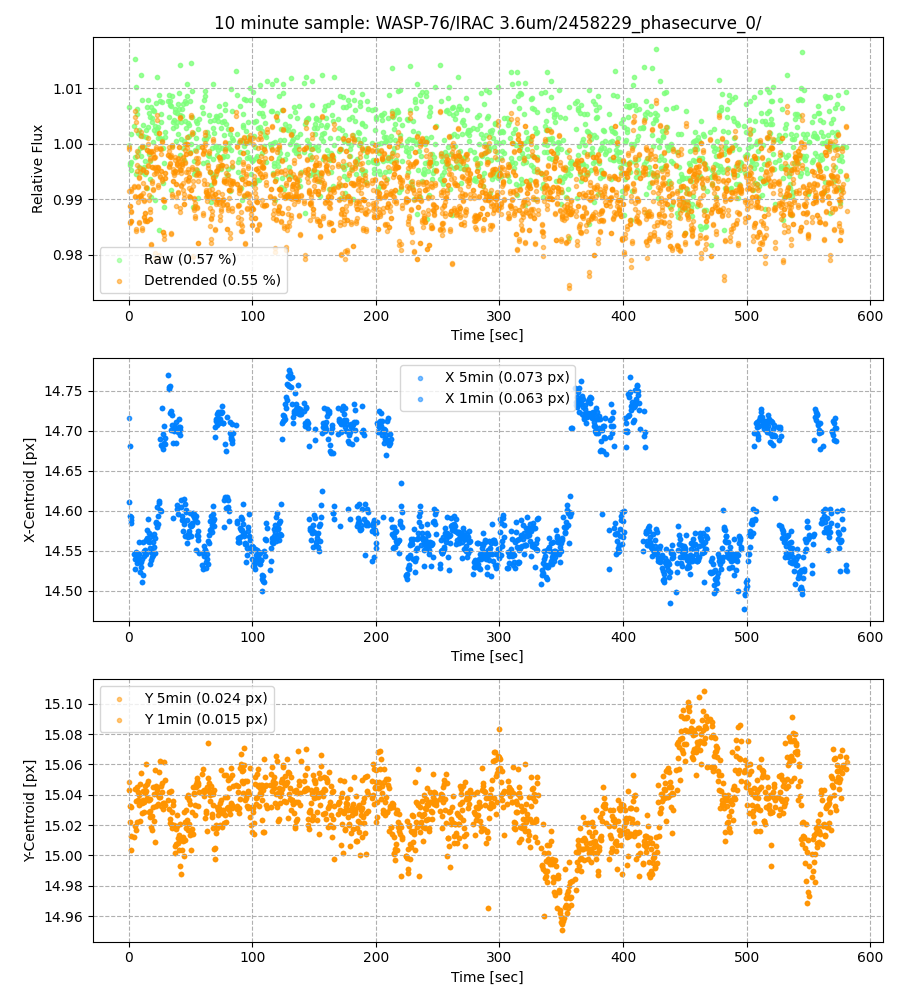 10 minute sample: WASP-76/IRAC 3.6um/2458229_phasecurve_0/
1.01
1.00
0.99
0.98
Relative Flux
Raw (0.57 %)
Detrended (0.55 %)
0 100 200 300 400 500 600
Time [sec]
14.75
14.70
14.65
14.60
14.55
14.50
X-Centroid [px]
X 5min (0.073 px)
X 1min (0.063 px)
0 100 200 300 400 500 600
Time [sec]
15.10
15.08
15.06
15.04
15.02
15.00
14.98
14.96
Y-Centroid [px]
Y 5min (0.024 px)
Y 1min (0.015 px)
0 100 200 300 400 500 600
Time [sec]